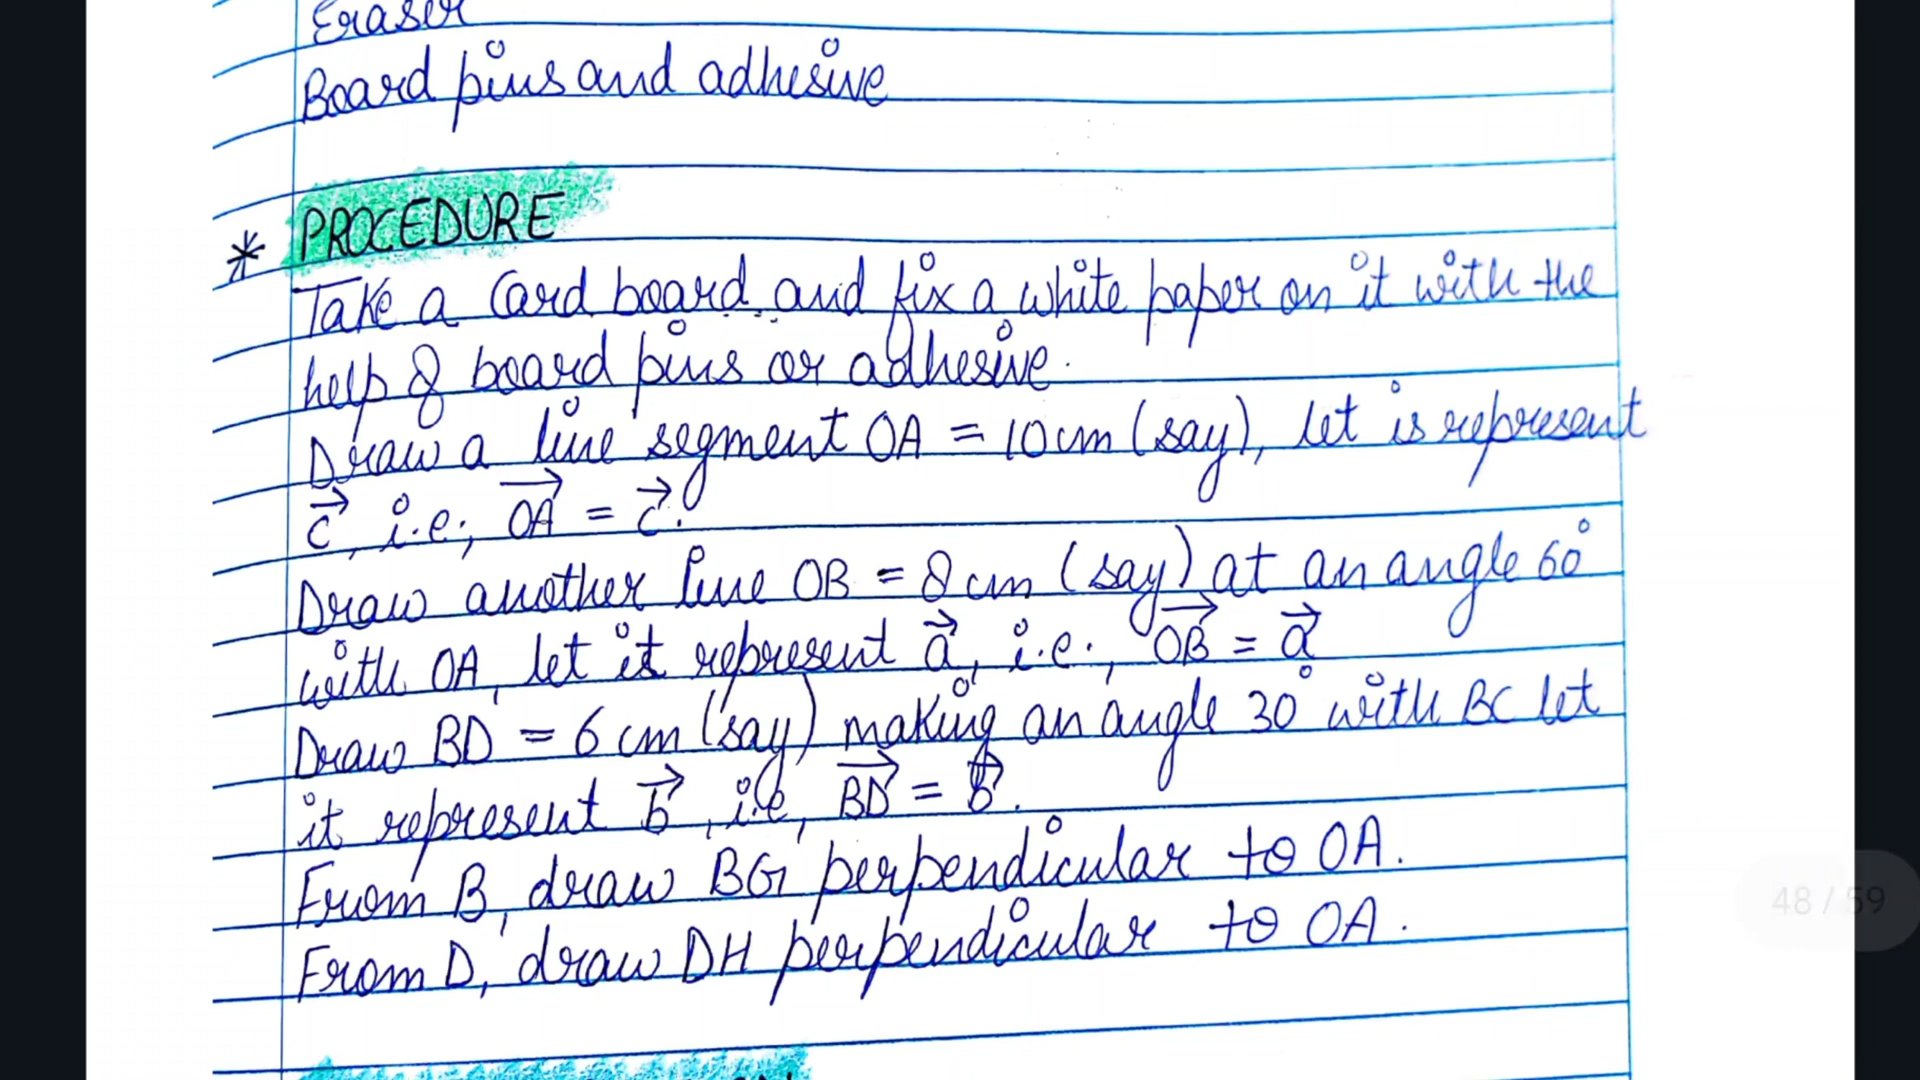 Eraser
Board pins and adhesive
* PROCEDURE
Take a Card board and fix a white paper on it with the
help of board pins or adhesive.
Draw a line segment OA = 10 cm (say), let is represent
c⃗, i.e; OA⃗ = c⃗.
Draw another line OB = 8 cm (say) at an angle 60°
with OA, let it represent a⃗, i.e., OB⃗ = a⃗
Draw BD = 6 cm (say) making an angle 30° with BC let
it represent b⃗, i.e, BD⃗ = b⃗.
From B, draw BG perpendicular to OA.
From D, draw DH perpendicular to OA.
48 / 59